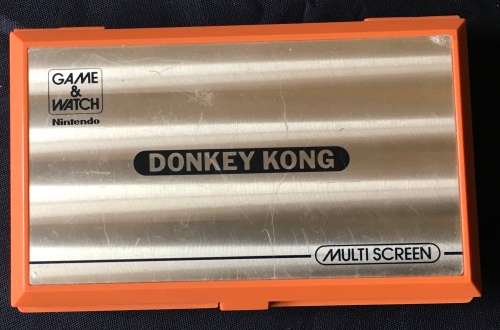 GAME
&
WATCH
Nintendo
DONKEY KONG
MULTI SCREEN